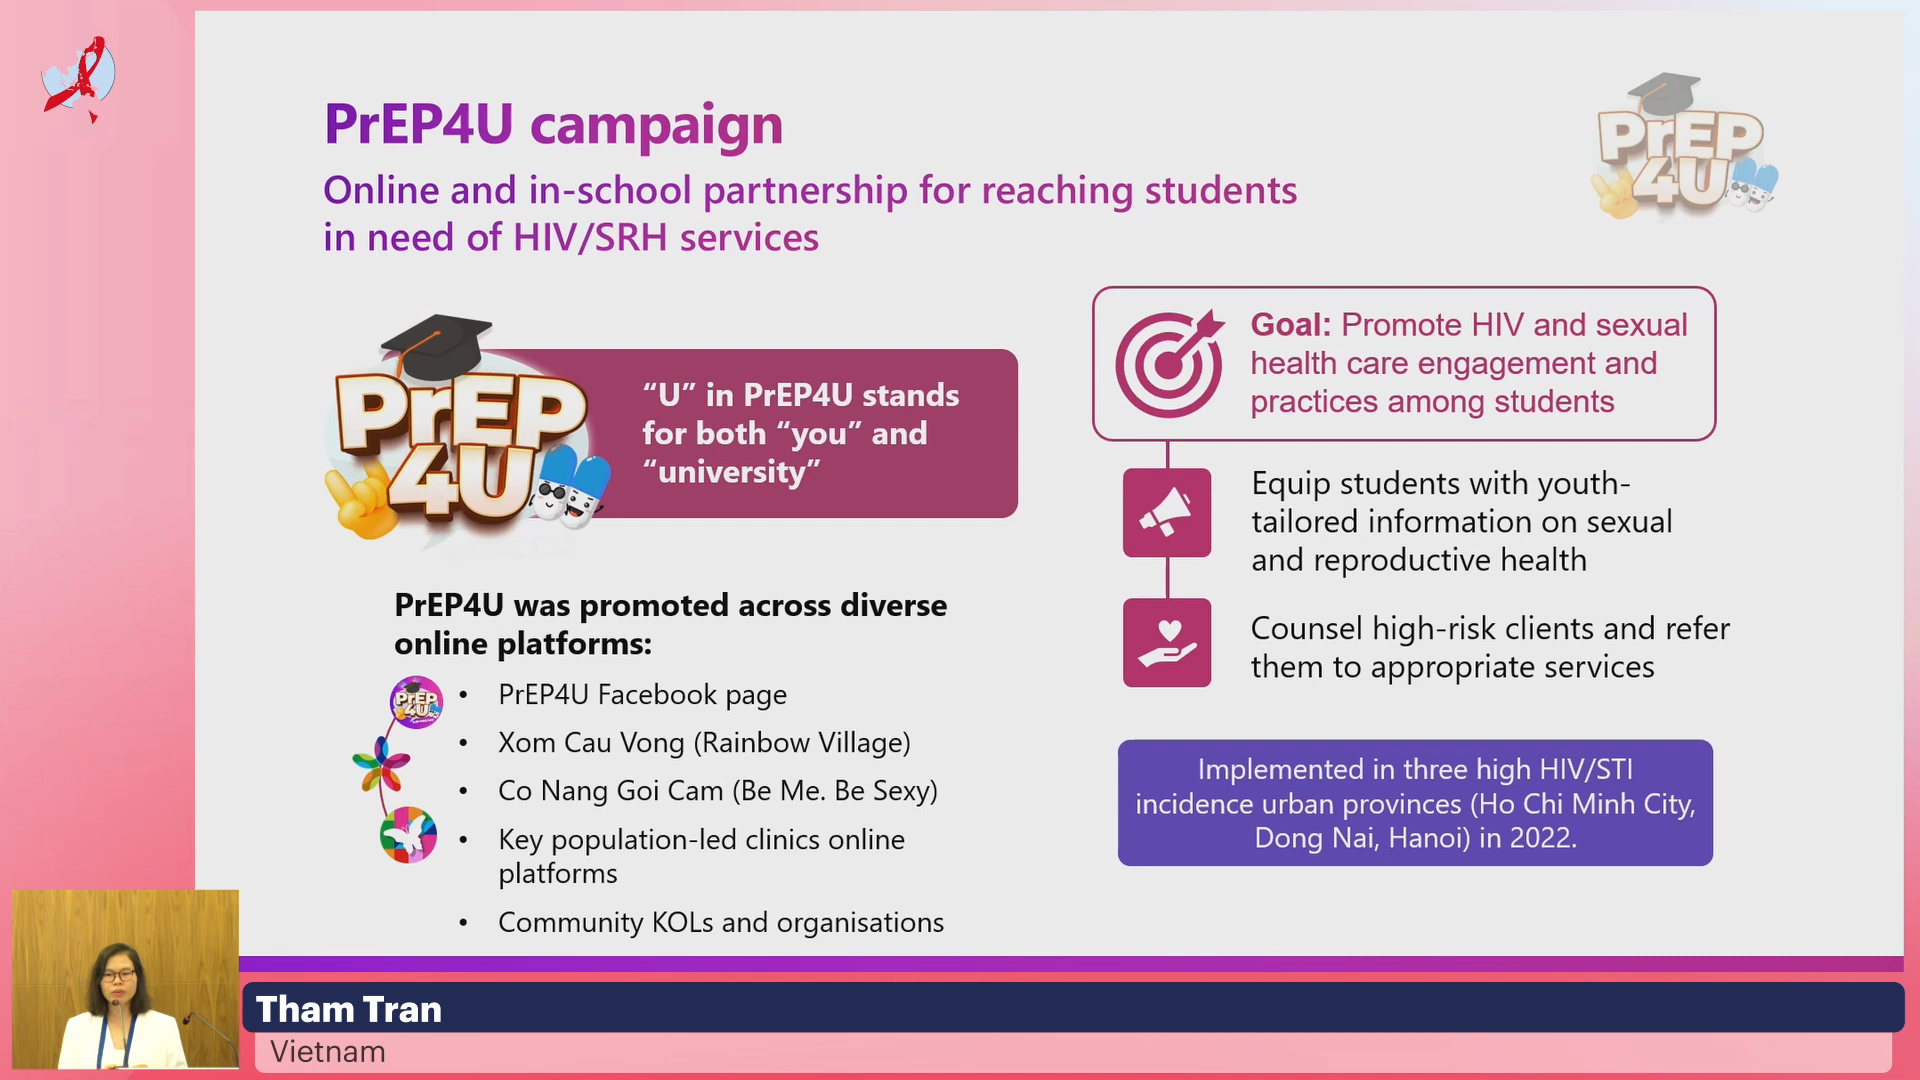 PrEP4U campaign
Online and in-school partnership for reaching students
in need of HIV/SRH services
PrEP
4U
PrEP
4U
“U” in PrEP4U stands
for both “you” and
“university”
PrEP4U was promoted across diverse
online platforms:
PrEP
4U
• PrEP4U Facebook page
• Xom Cau Vong (Rainbow Village)
• Co Nang Goi Cam (Be Me. Be Sexy)
• Key population-led clinics online
platforms
• Community KOLs and organisations
Goal: Promote HIV and sexual
health care engagement and
practices among students
Equip students with youth-
tailored information on sexual
and reproductive health
Counsel high-risk clients and refer
them to appropriate services
Implemented in three high HIV/STI
incidence urban provinces (Ho Chi Minh City,
Dong Nai, Hanoi) in 2022.
Tham Tran
Vietnam